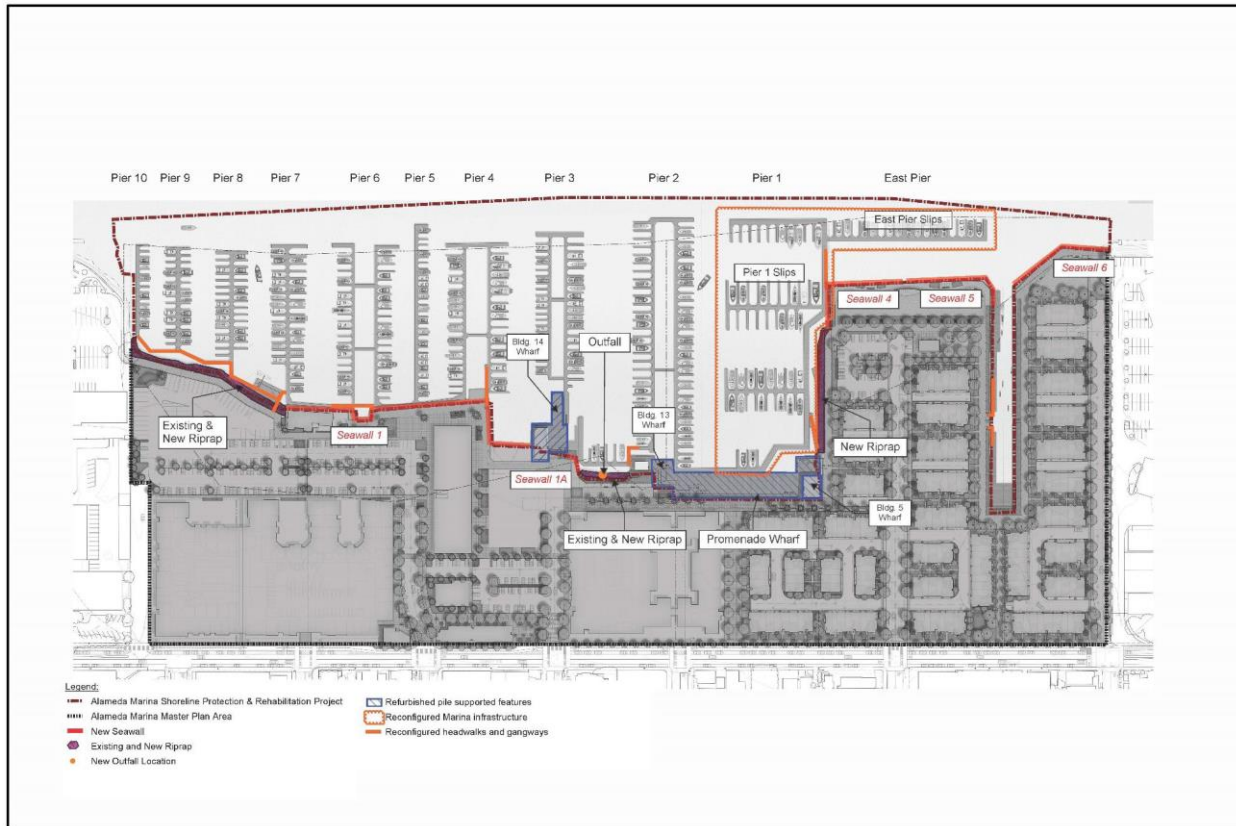 Pier 10 Pier 9 Pier 8 Pier 7 Pier 6 Pier 5 Pier 4 Pier 3 Pier 2 Pier 1 East Pier
East Pier Slips
Pier 1 Slips
Seawall 6
Seawall 4
Seawall 5
Bldg. 14
Wharf
Outfall
Bldg. 13
Wharf
Existing &
New Riprap
Seawall 1
New Riprap
Seawall 1A
Bldg. 5
Wharf
Existing & New Riprap
Promenade Wharf
Legend:
Alameda Marina Shoreline Protection & Rehabilitation Project
Alameda Marina Master Plan Area
New Seawall
Existing and New Riprap
New Outfall Location
Refurbished pile supported features
Reconfigured Marina infrastructure
Reconfigured headwalks and gangways